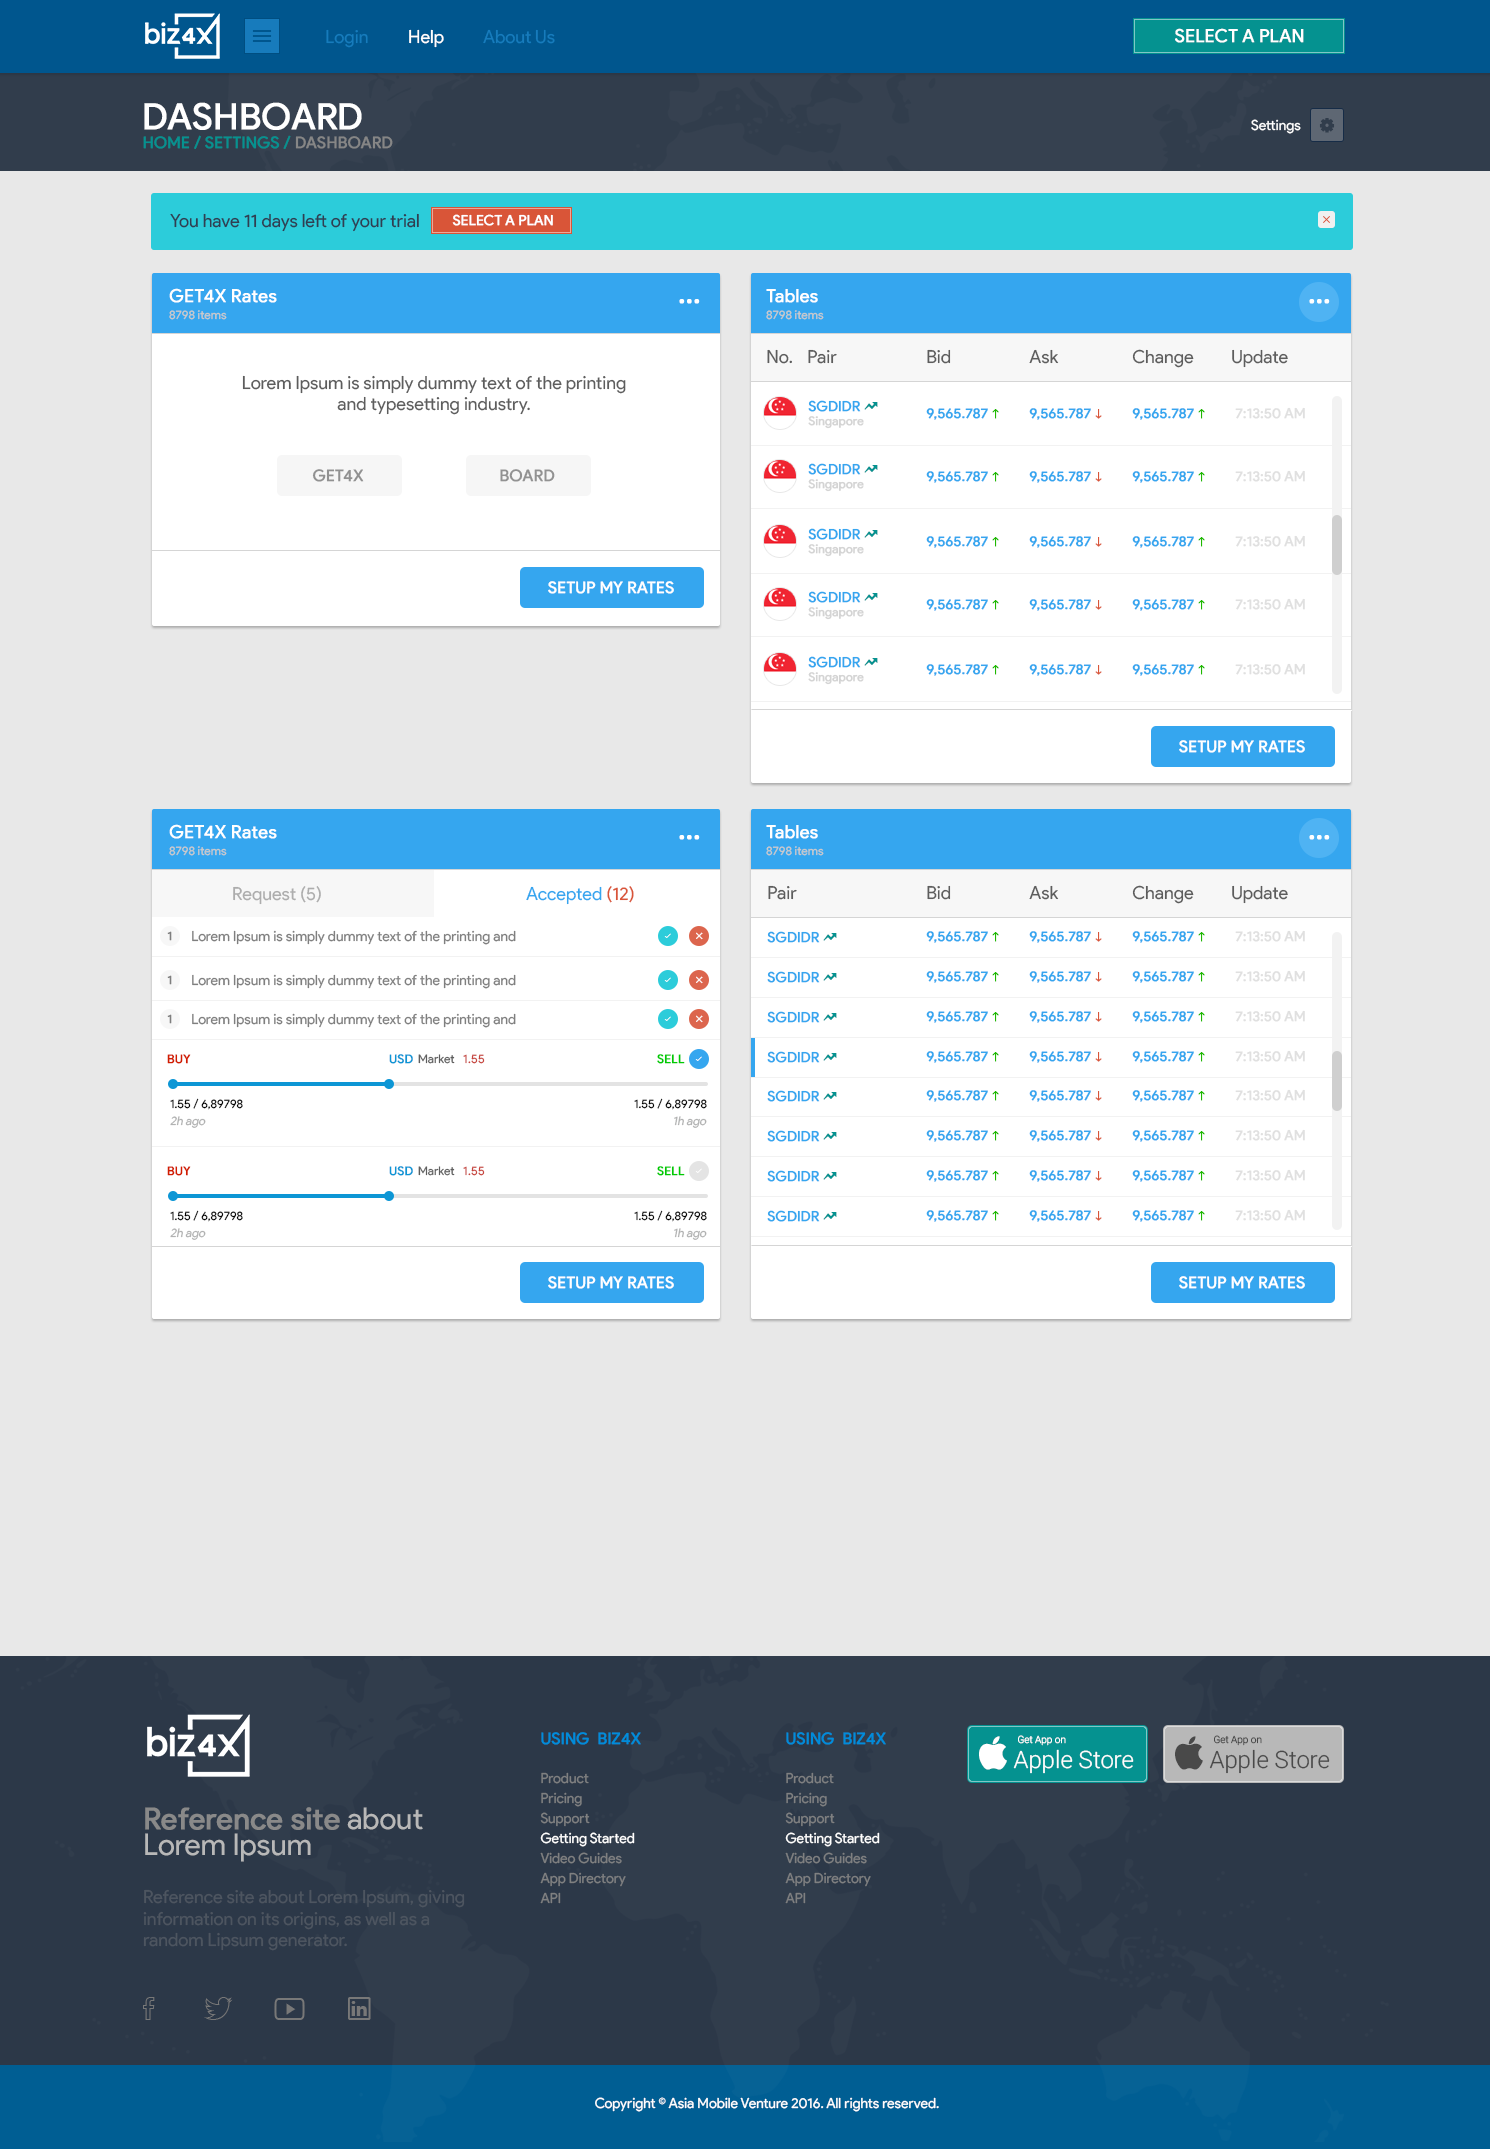 biz4X
Login Help About Us
SELECT A PLAN
DASHBOARD
HOME / SETTINGS / DASHBOARD
Settings
You have 11 days left of your trial SELECT A PLAN
GET4X Rates
8798 items
Lorem Ipsum is simply dummy text of the printing
and typesetting industry.
GET4X BOARD
SETUP MY RATES
Tables
8798 items
No. Pair Bid Ask Change Update
SGDIDR 9,565.787 9,565.787 9,565.787 7:13:50 AM
Singapore
SGDIDR 9,565.787 9,565.787 9,565.787 7:13:50 AM
Singapore
SGDIDR 9,565.787 9,565.787 9,565.787 7:13:50 AM
Singapore
SGDIDR 9,565.787 9,565.787 9,565.787 7:13:50 AM
Singapore
SGDIDR 9,565.787 9,565.787 9,565.787 7:13:50 AM
Singapore
SETUP MY RATES
GET4X Rates
8798 items
Request (5) Accepted (12)
1 Lorem Ipsum is simply dummy text of the printing and
1 Lorem Ipsum is simply dummy text of the printing and
1 Lorem Ipsum is simply dummy text of the printing and
BUY USD Market 1.55 SELL
1.55 / 6,89798 1.55 / 6,89798
2h ago 1h ago
BUY USD Market 1.55 SELL
1.55 / 6,89798 1.55 / 6,89798
2h ago 1h ago
SETUP MY RATES
Tables
8798 items
Pair Bid Ask Change Update
SGDIDR 9,565.787 9,565.787 9,565.787 7:13:50 AM
SGDIDR 9,565.787 9,565.787 9,565.787 7:13:50 AM
SGDIDR 9,565.787 9,565.787 9,565.787 7:13:50 AM
SGDIDR 9,565.787 9,565.787 9,565.787 7:13:50 AM
SGDIDR 9,565.787 9,565.787 9,565.787 7:13:50 AM
SGDIDR 9,565.787 9,565.787 9,565.787 7:13:50 AM
SGDIDR 9,565.787 9,565.787 9,565.787 7:13:50 AM
SGDIDR 9,565.787 9,565.787 9,565.787 7:13:50 AM
SETUP MY RATES
biz4X
Reference site about
Lorem Ipsum
Reference site about Lorem Ipsum, giving
information on its origins, as well as a
random Lipsum generator.
USING BIZ4X
Product
Pricing
Support
Getting Started
Video Guides
App Directory
API
USING BIZ4X
Product
Pricing
Support
Getting Started
Video Guides
App Directory
API
Get App on
Apple Store
Get App on
Apple Store
Copyright © Asia Mobile Venture 2016. All rights reserved.